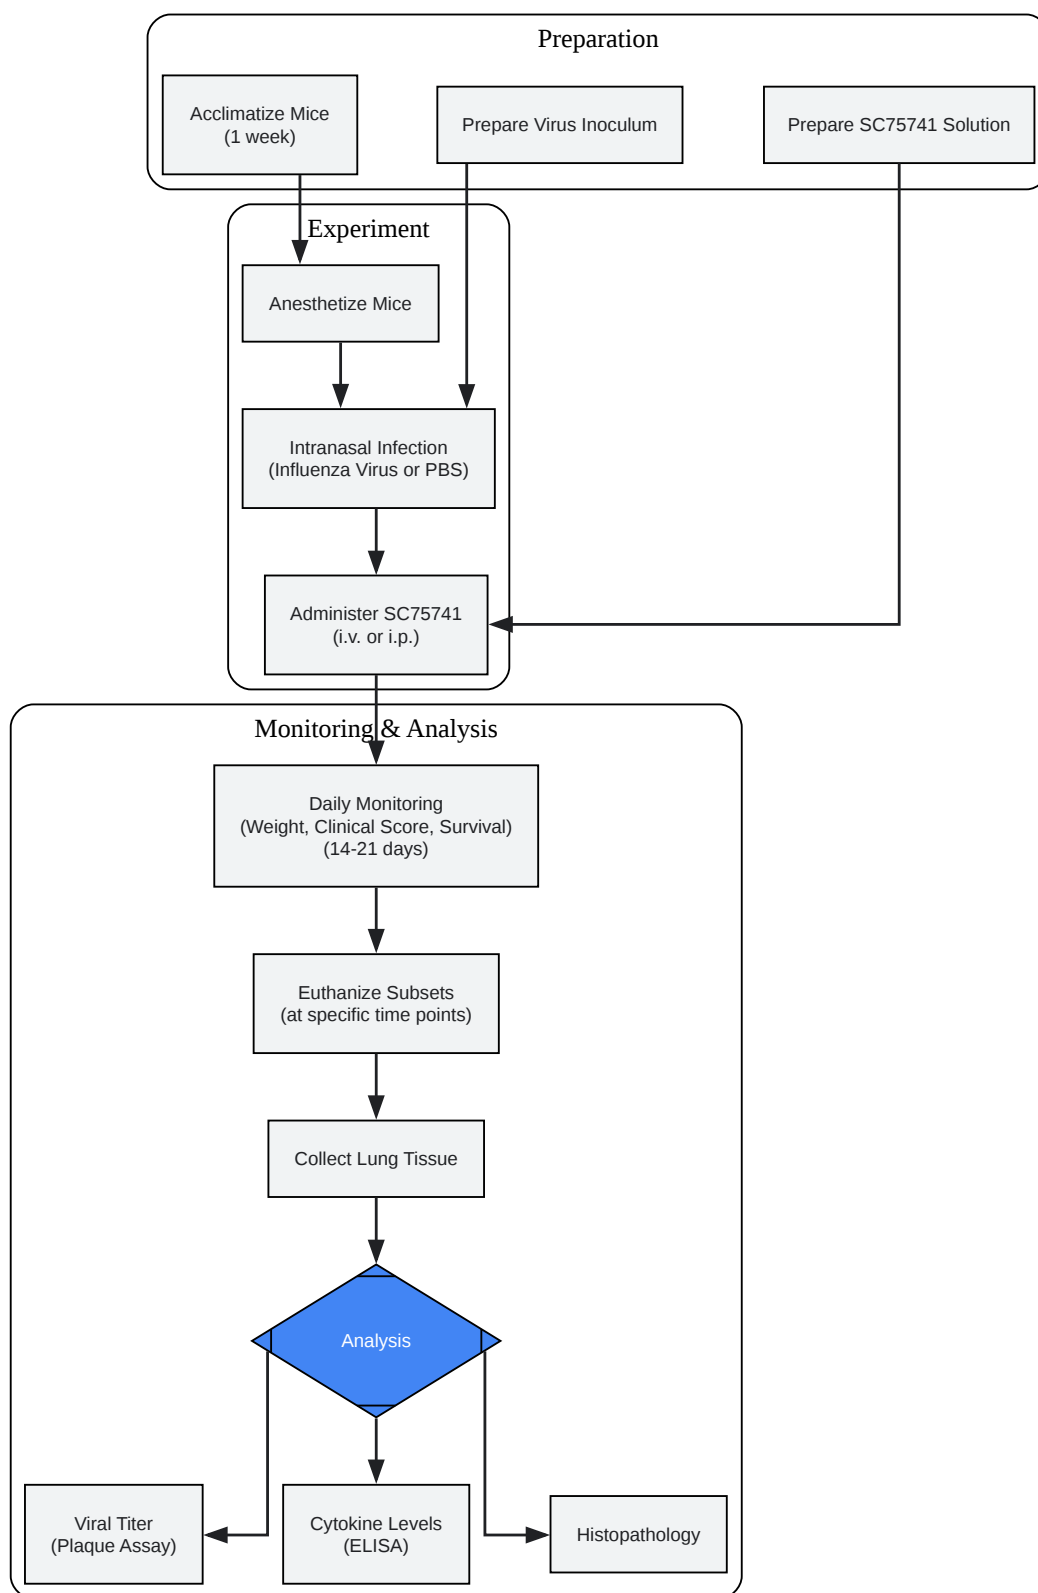 Preparation
Acclimatize Mice
(1 week)
Prepare Virus Inoculum
Prepare SC75741 Solution
Experiment
Anesthetize Mice
Intranasal Infection
(Influenza Virus or PBS)
Administer SC75741
(i.v. or i.p.)
Monitoring & Analysis
Daily Monitoring
(Weight, Clinical Score, Survival)
(14-21 days)
Euthanize Subsets
(at specific time points)
Collect Lung Tissue
Analysis
Viral Titer
(Plaque Assay)
Cytokine Levels
(ELISA)
Histopathology